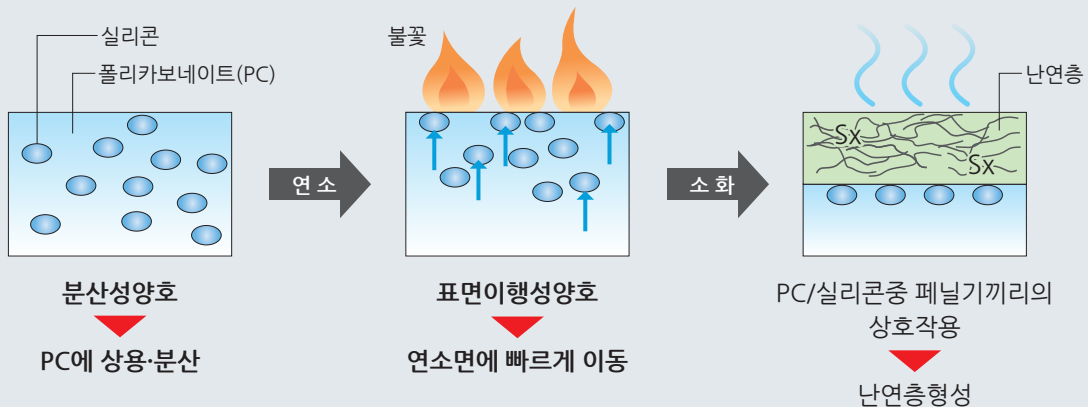 실리콘
폴리카보네이트(PC)
연 소
불꽃
소 화
난연층
Sx
Sx
분산성양호
PC에 상용·분산
표면이행성양호
연소면에 빠르게 이동
PC/실리콘중 페닐기끼리의
상호작용
난연층형성